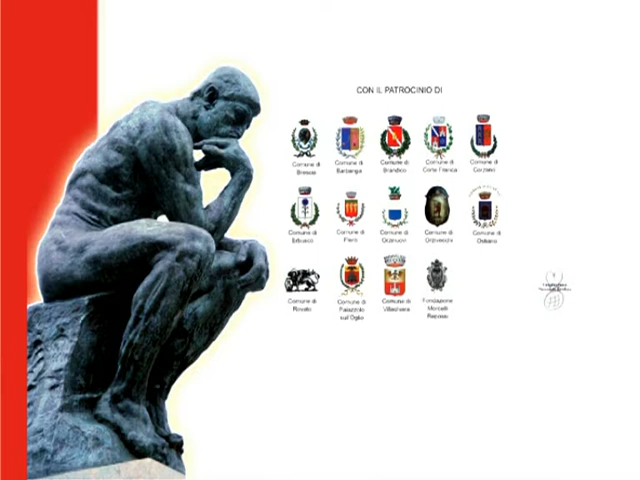 CON IL PATROCINIO DI
Comune di Brescia
Comune di Barbariga
Comune di Brandico
Comune di Corte Franca
Comune di Corzano
Comune di Erbusco
Comune di Flero
Comune di Orzinuovi
Comune di Orzivecchi
Comune di Ostiano
Comune di Rovato
Comune di Palazzolo sull'Oglio
Comune di Villachiara
Fondazione Morcelli Repossi